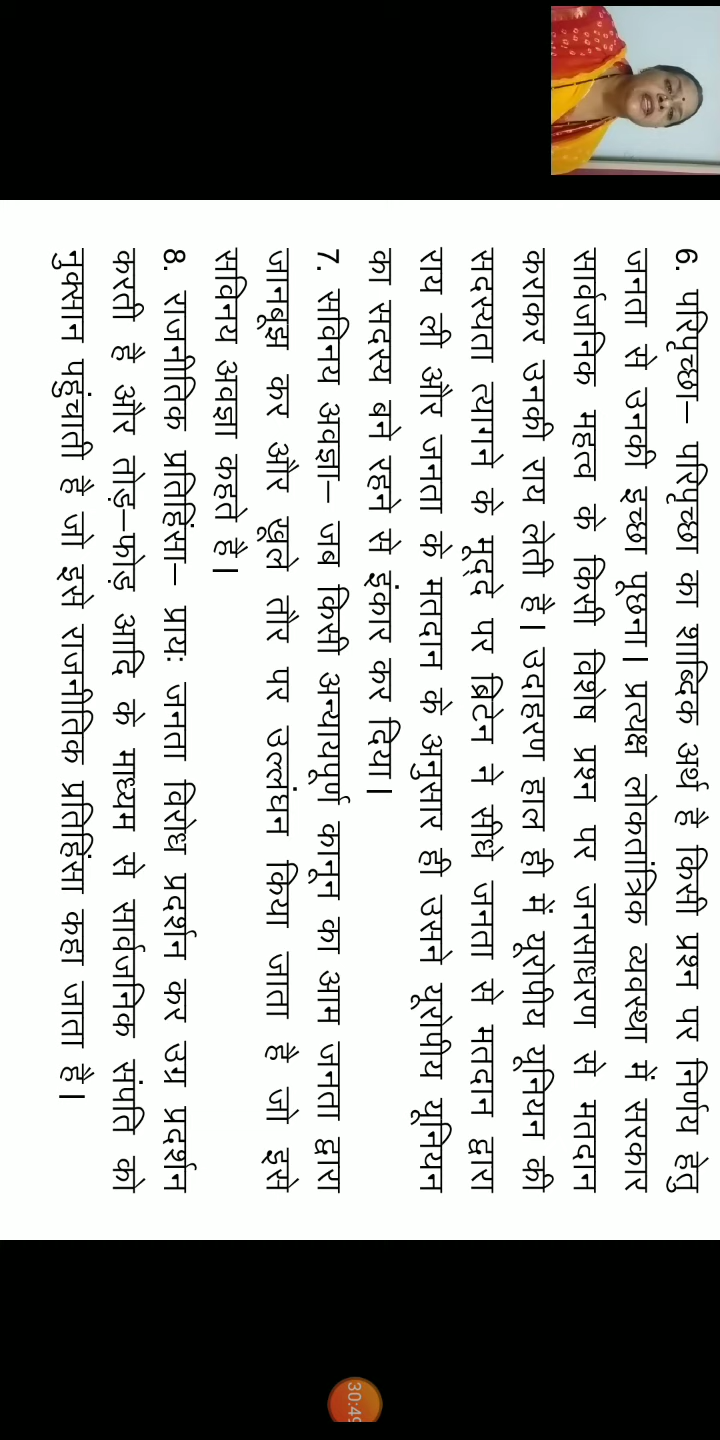 6. परिपृच्छा– परिपृच्छा का शाब्दिक अर्थ है किसी प्रश्न पर निर्णय हेतु
जनता से उनकी इच्छा पूछना। प्रत्यक्ष लोकतांत्रिक व्यवस्था में सरकार
सार्वजनिक महत्व के किसी विशेष प्रश्न पर जनसाधरण से मतदान
कराकर उनकी राय लेती है। उदाहरण हाल ही में यूरोपीय यूनियन की
सदस्यता त्यागने के मुद्दे पर ब्रिटेन ने सीधे जनता से मतदान द्वारा
राय ली और जनता के मतदान के अनुसार ही उसने यूरोपीय यूनियन
का सदस्य बने रहने से इंकार कर दिया।
7. सविनय अवज्ञा– जब किसी अन्यायपूर्ण कानून का आम जनता द्वारा
जानबूझ कर और खुले तौर पर उल्लंघन किया जाता है जो इसे
सविनय अवज्ञा कहते है।
8. राजनीतिक प्रतिहिंसा– प्रायः जनता विरोध प्रदर्शन कर उग्र प्रदर्शन
करती है और तोड़–फोड़ आदि के माध्यम से सार्वजनिक संपति को
नुक्सान पहुंचाती है जो इसे राजनीतिक प्रतिहिंसा कहा जाता है।
30:49